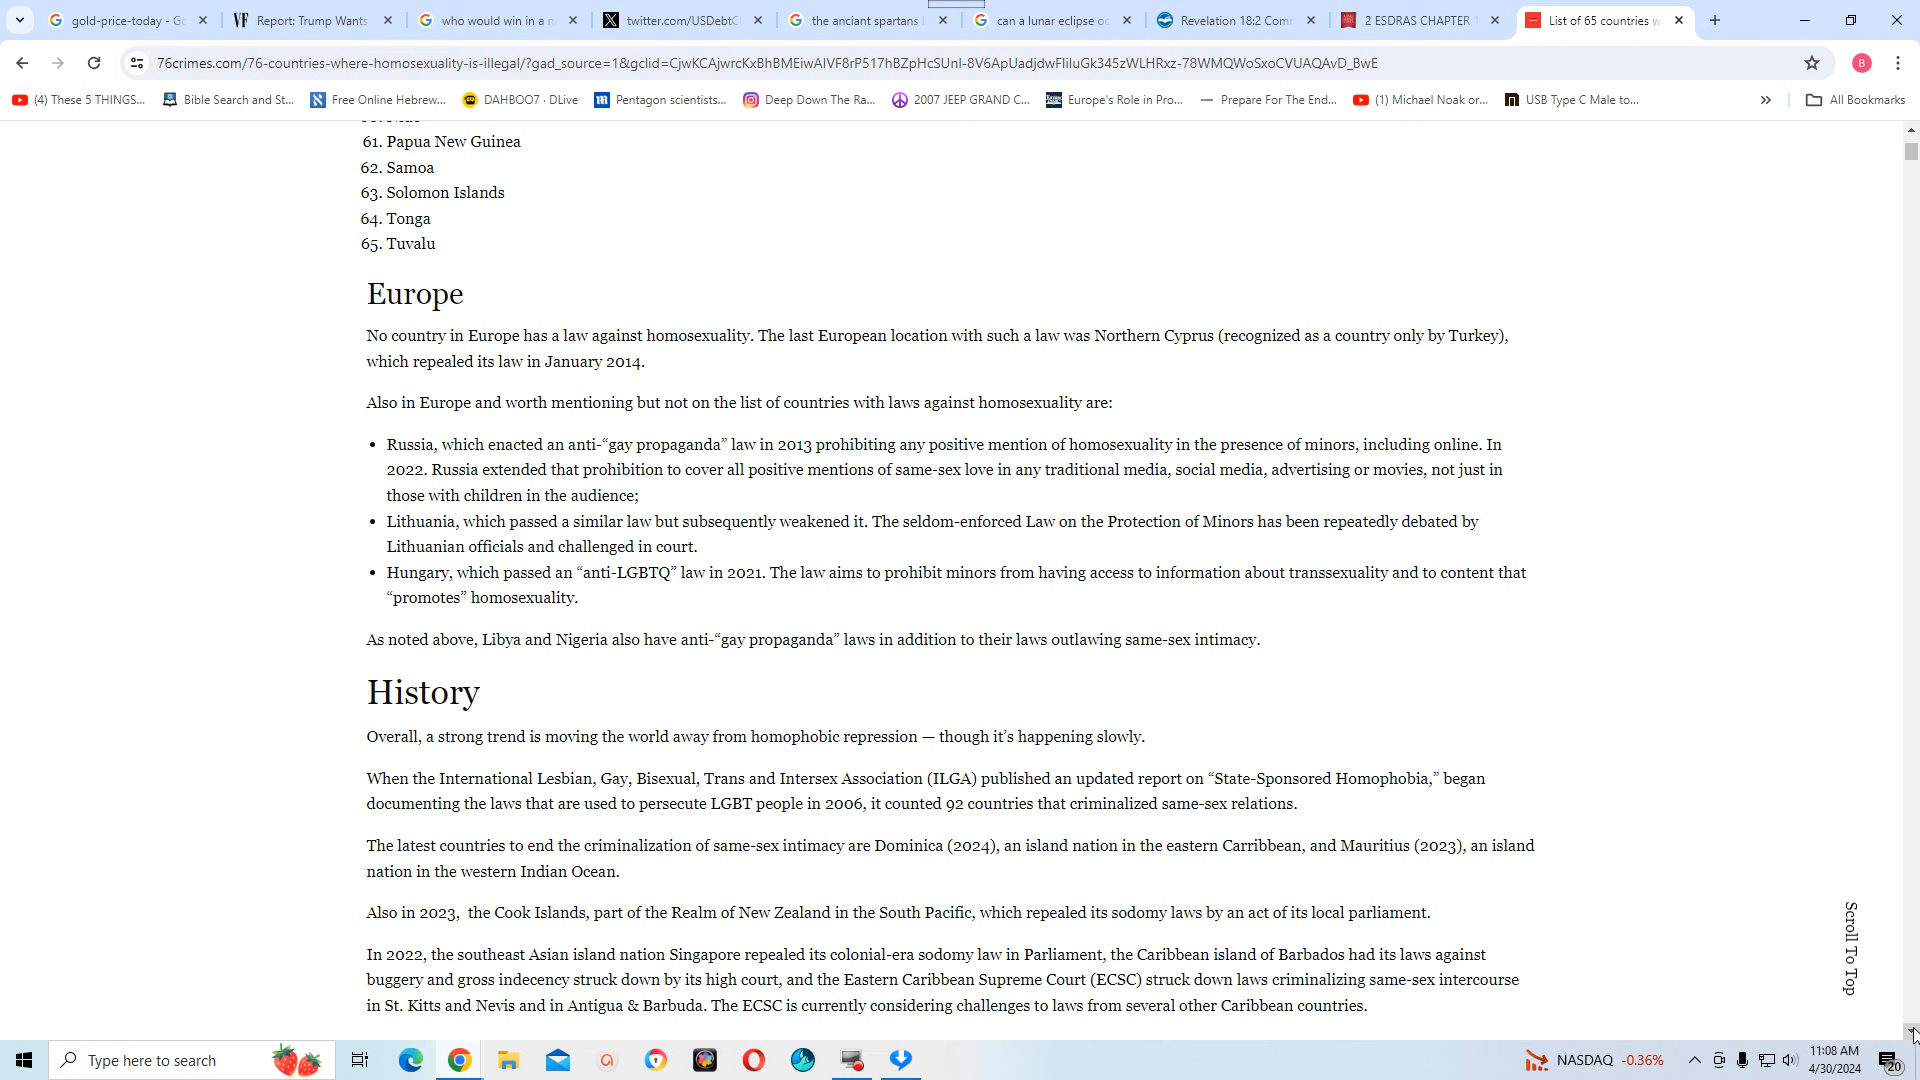 gold-price-today - Go
Report: Trump Wants
who would win in a n
twitter.com/USDebtC
the anciant spartans
can a lunar eclipse oc
Revelation 18:2 Com
2 ESDRAS CHAPTER
List of 65 countries w
76crimes.com/76-countries-where-homosexuality-is-illegal/?gad_source=1&gclid=CjwKCAjwrcKxBhBMEiwAIVF8rP517hBZpHcSUnI-8V6ApUadjdwFIiluGk345zWLHRxz-78WMQWoSxoCVUAQAvD_BwE
B
(4) These 5 THINGS...
Bible Search and St...
Free Online Hebrew...
DAHBOO7 · DLive
Pentagon scientists...
Deep Down The Ra...
2007 JEEP GRAND C...
Europe's Role in Pro...
Prepare For The End...
(1) Michael Noak or...
USB Type C Male to...
All Bookmarks
61. Papua New Guinea
62. Samoa
63. Solomon Islands
64. Tonga
65. Tuvalu
Europe
No country in Europe has a law against homosexuality. The last European location with such a law was Northern Cyprus (recognized as a country only by Turkey),
which repealed its law in January 2014.
Also in Europe and worth mentioning but not on the list of countries with laws against homosexuality are:
• Russia, which enacted an anti-“gay propaganda” law in 2013 prohibiting any positive mention of homosexuality in the presence of minors, including online. In
2022. Russia extended that prohibition to cover all positive mentions of same-sex love in any traditional media, social media, advertising or movies, not just in
those with children in the audience;
• Lithuania, which passed a similar law but subsequently weakened it. The seldom-enforced Law on the Protection of Minors has been repeatedly debated by
Lithuanian officials and challenged in court.
• Hungary, which passed an “anti-LGBTQ” law in 2021. The law aims to prohibit minors from having access to information about transsexuality and to content that
“promotes” homosexuality.
As noted above, Libya and Nigeria also have anti-“gay propaganda” laws in addition to their laws outlawing same-sex intimacy.
History
Overall, a strong trend is moving the world away from homophobic repression — though it’s happening slowly.
When the International Lesbian, Gay, Bisexual, Trans and Intersex Association (ILGA) published an updated report on “State-Sponsored Homophobia,” began
documenting the laws that are used to persecute LGBT people in 2006, it counted 92 countries that criminalized same-sex relations.
The latest countries to end the criminalization of same-sex intimacy are Dominica (2024), an island nation in the eastern Carribbean, and Mauritius (2023), an island
nation in the western Indian Ocean.
Also in 2023, the Cook Islands, part of the Realm of New Zealand in the South Pacific, which repealed its sodomy laws by an act of its local parliament.
In 2022, the southeast Asian island nation Singapore repealed its colonial-era sodomy law in Parliament, the Caribbean island of Barbados had its laws against
buggery and gross indecency struck down by its high court, and the Eastern Caribbean Supreme Court (ECSC) struck down laws criminalizing same-sex intercourse
in St. Kitts and Nevis and in Antigua & Barbuda. The ECSC is currently considering challenges to laws from several other Caribbean countries.
Scroll To Top
Type here to search
NASDAQ -0.36%
11:08 AM
4/30/2024
20